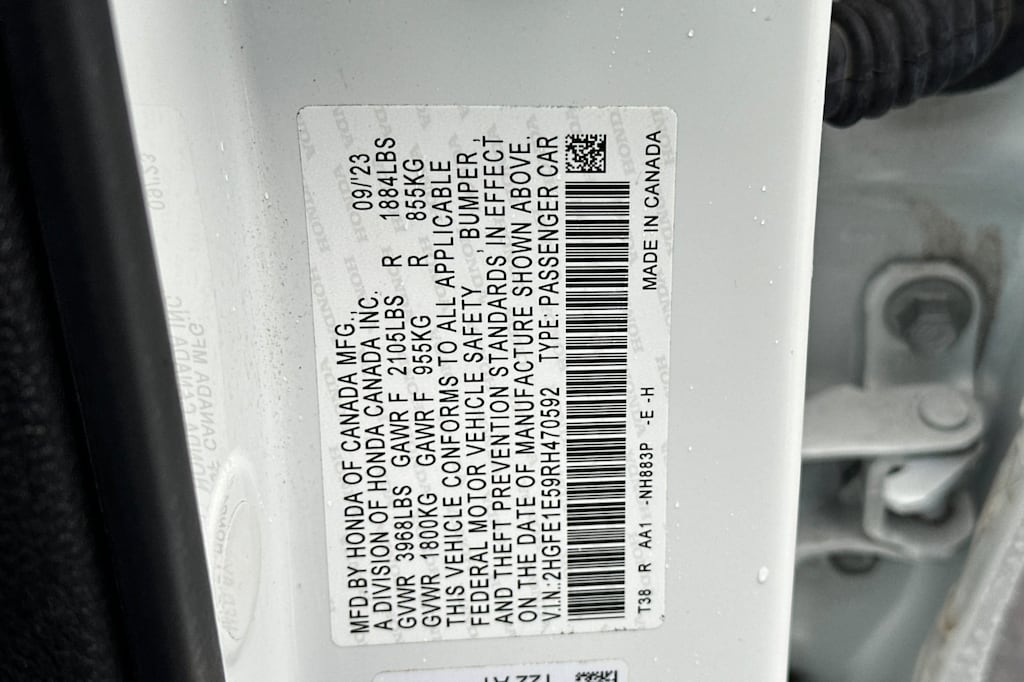 MFD.BY HONDA OF CANADA MFG., 09/'23
A DIVISION OF HONDA CANADA INC.
GVWR 3968LBS GAWR F 2105LBS R 1884LBS
GVWR 1800KG GAWR F 955KG R 855KG
THIS VEHICLE CONFORMS TO ALL APPLICABLE
FEDERAL MOTOR VEHICLE SAFETY, BUMPER,
AND THEFT PREVENTION STANDARDS IN EFFECT
ON THE DATE OF MANUFACTURE SHOWN ABOVE.
V.I.N.:2HGFE1E59RH470592 TYPE: PASSENGER CAR
T38 R AA1 -NH883P -E -H MADE IN CANADA